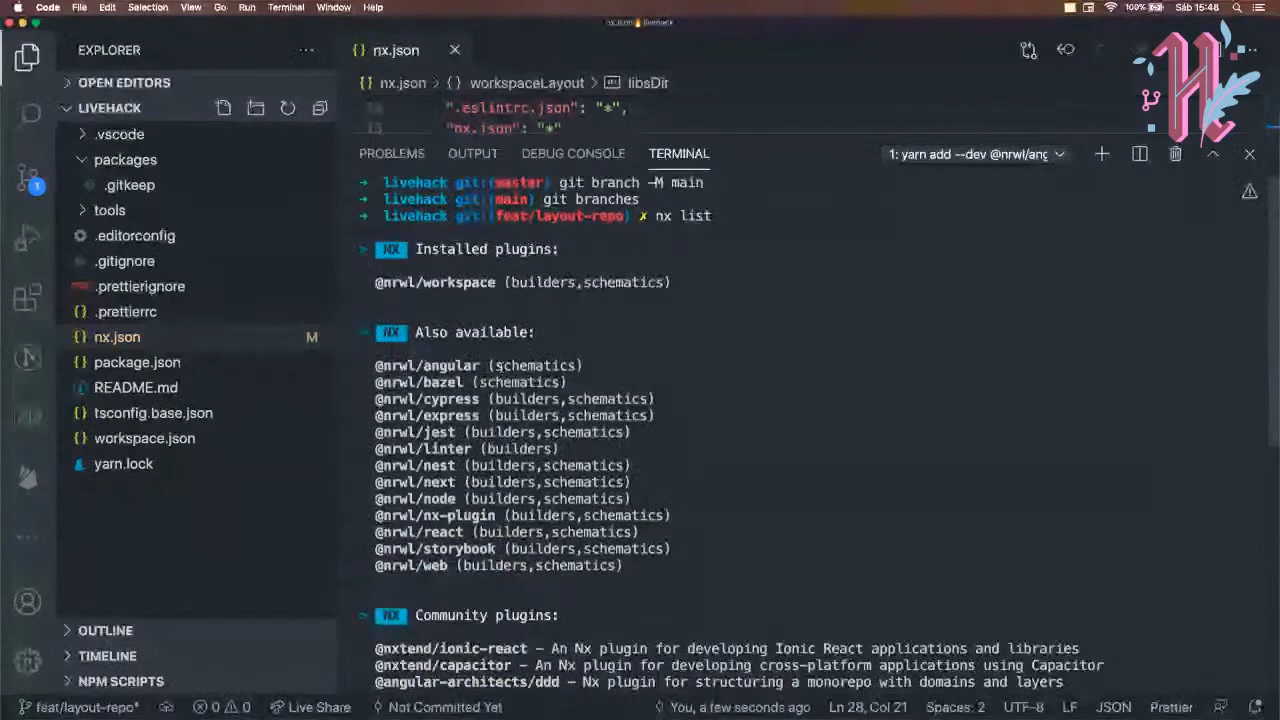 Code File Edit Selection View Go Run Terminal Window Help
100%
Sáb 15:48
EXPLORER
OPEN EDITORS
LIVEHACK
.vscode
packages
.gitkeep
tools
.editorconfig
.gitignore
.prettierignore
.prettierrc
{} nx.json M
{} package.json
README.md
tsconfig.base.json
{} workspace.json
yarn.lock
OUTLINE
TIMELINE
NPM SCRIPTS
1
{} nx.json
{} nx.json > {} workspaceLayout > libsDir
".eslintrc.json": "*",
"nx.json": "*"
PROBLEMS OUTPUT DEBUG CONSOLE TERMINAL 1: yarn add --dev @nrwl/ang
→ livehack git:(master) git branch -M main
→ livehack git:(main) git branches
→ livehack git:(feat/layout-repo) ✗ nx list
> NX Installed plugins:
@nrwl/workspace (builders,schematics)
> NX Also available:
@nrwl/angular (schematics)
@nrwl/bazel (schematics)
@nrwl/cypress (builders,schematics)
@nrwl/express (builders,schematics)
@nrwl/jest (builders,schematics)
@nrwl/linter (builders)
@nrwl/nest (builders,schematics)
@nrwl/next (builders,schematics)
@nrwl/node (builders,schematics)
@nrwl/nx-plugin (builders,schematics)
@nrwl/react (builders,schematics)
@nrwl/storybook (builders,schematics)
@nrwl/web (builders,schematics)
> NX Community plugins:
@nxtend/ionic-react - An Nx plugin for developing Ionic React applications and libraries
@nxtend/capacitor - An Nx plugin for developing cross-platform applications using Capacitor
@angular-architects/ddd - Nx plugin for structuring a monorepo with domains and layers
H
feat/layout-repo* 0 0 Live Share Not Committed Yet You, a few seconds ago Ln 28, Col 21 Spaces: 2 UTF-8 LF JSON Prettier